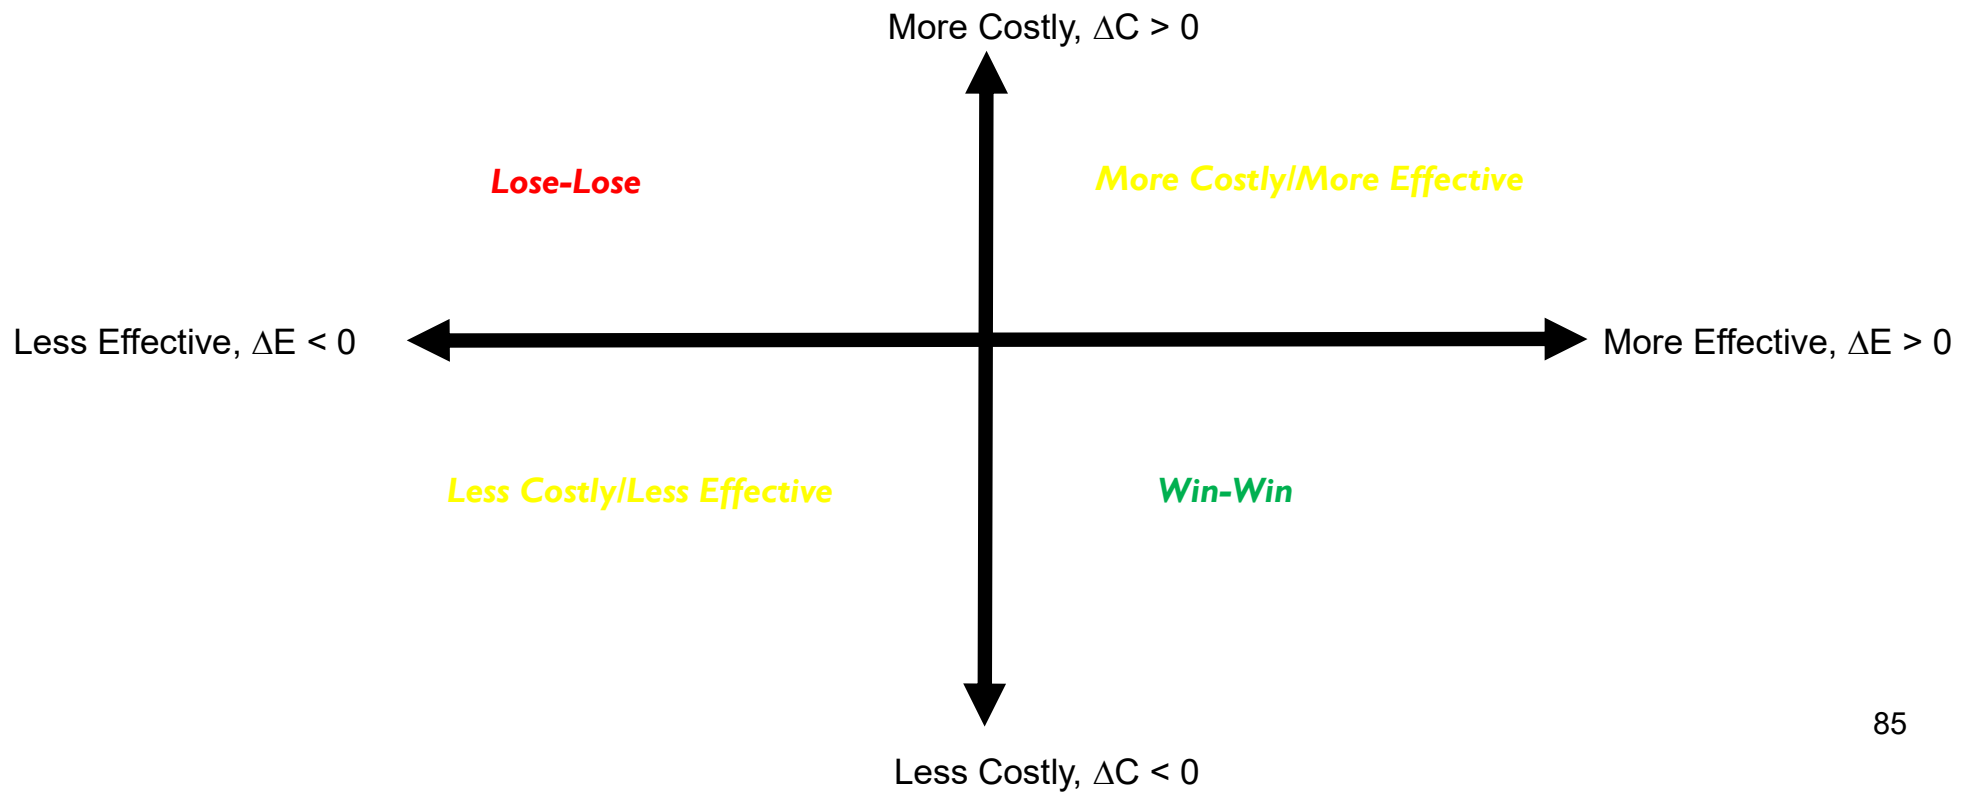 More Costly, ΔC > 0
Lose-Lose
More Costly/More Effective
Less Effective, ΔE < 0
More Effective, ΔE > 0
Less Costly/Less Effective
Win-Win
85
Less Costly, ΔC < 0